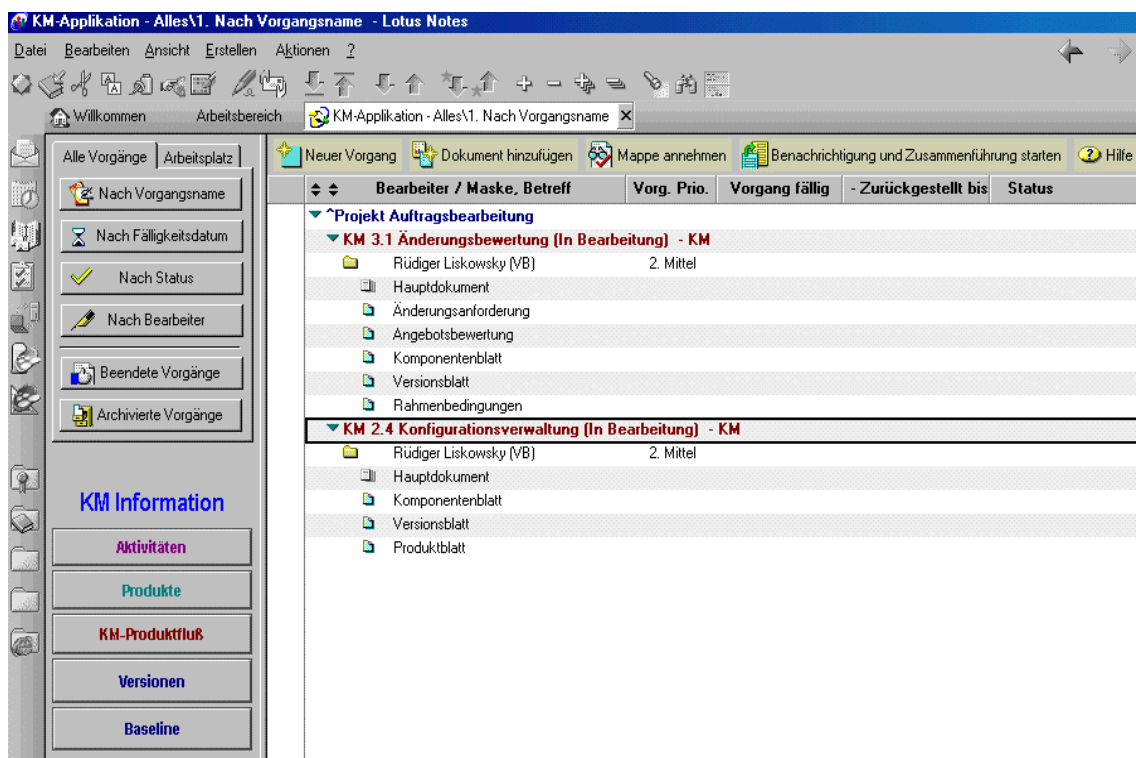 KM-Applikation - Alles\1. Nach Vorgangsname - Lotus Notes
Datei Bearbeiten Ansicht Erstellen Aktionen ?
Willkommen Arbeitsbereich KM-Applikation - Alles\1. Nach Vorgangsname
Alle Vorgänge Arbeitsplatz
Nach Vorgangsname
Nach Fälligkeitsdatum
Nach Status
Nach Bearbeiter
Beendete Vorgänge
Archivierte Vorgänge
KM Information
Aktivitäten
Produkte
KM-Produktfluß
Versionen
Baseline
Neuer Vorgang Dokument hinzufügen Mappe annehmen Benachrichtigung und Zusammenführung starten Hilfe
Bearbeiter / Maske, Betreff Vorg. Prio. Vorgang fällig - Zurückgestellt bis Status
^Projekt Auftragsbearbeitung
KM 3.1 Änderungsbewertung (In Bearbeitung) - KM
Rüdiger Liskowsky (VB) 2. Mittel
Hauptdokument
Änderungsanforderung
Angebotsbewertung
Komponentenblatt
Versionsblatt
Rahmenbedingungen
KM 2.4 Konfigurationsverwaltung (In Bearbeitung) - KM
Rüdiger Liskowsky (VB) 2. Mittel
Hauptdokument
Komponentenblatt
Versionsblatt
Produktblatt